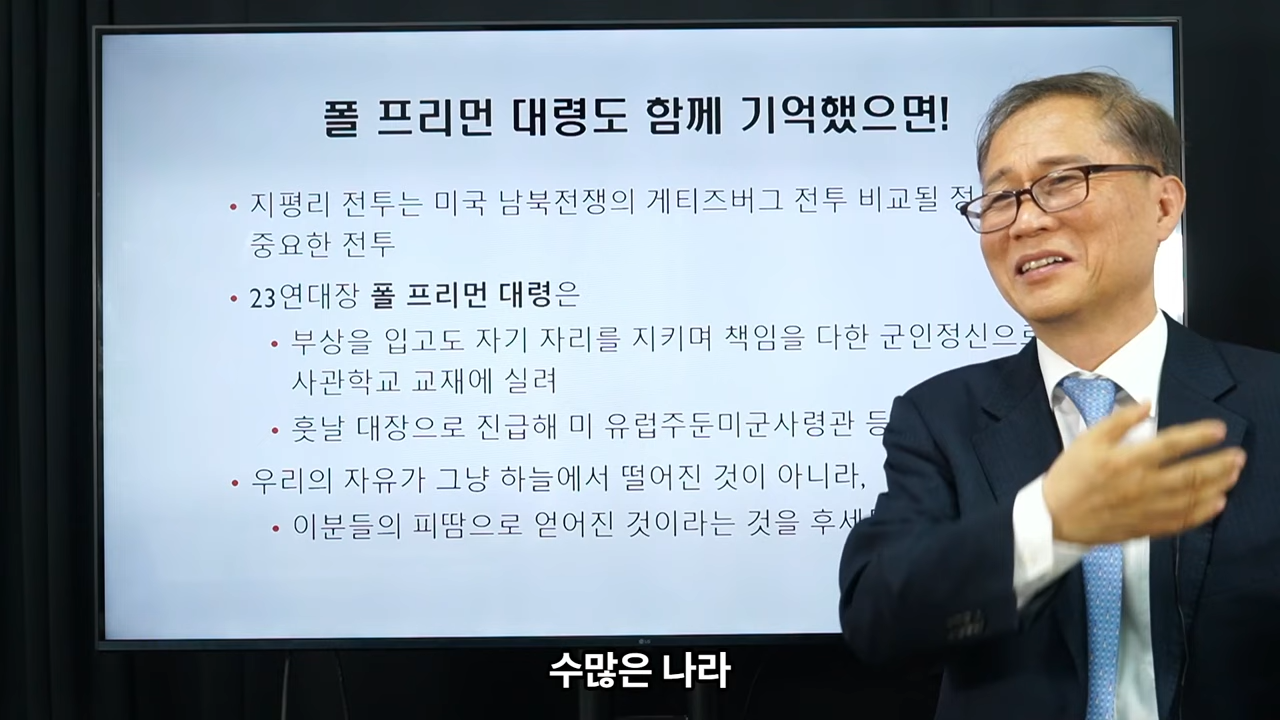 폴 프리먼 대령도 함께 기억했으면!
• 지평리 전투는 미국 남북전쟁의 게티즈버그 전투 비교될
중요한 전투
• 23연대장 폴 프리먼 대령은
• 부상을 입고도 자기 자리를 지키며 책임을 다한 군인정신으로
사관학교 교재에 실려
• 훗날 대장으로 진급해 미 유럽주둔미군사령관 등
• 우리의 자유가 그냥 하늘에서 떨어진 것이 아니라,
• 이분들의 피땀으로 얻어진 것이라는 것을
LG
수많은 나라